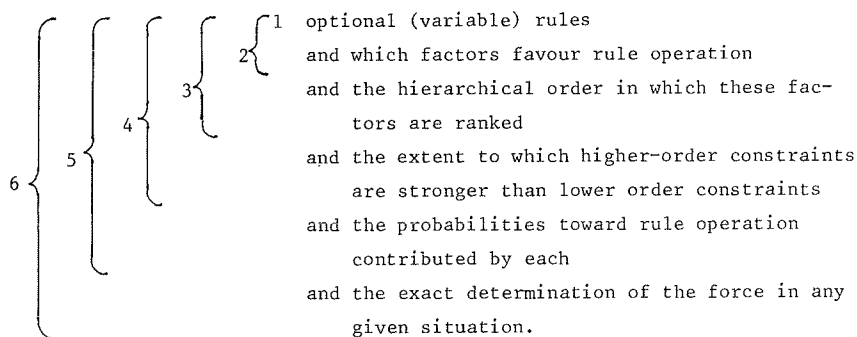 1 optional (variable) rules
2 and which factors favour rule operation
3 and the hierarchical order in which these fac-
tors are ranked
4 and the extent to which higher-order constraints
5 are stronger than lower order constraints
6 and the probabilities toward rule operation
contributed by each
and the exact determination of the force in any
given situation.